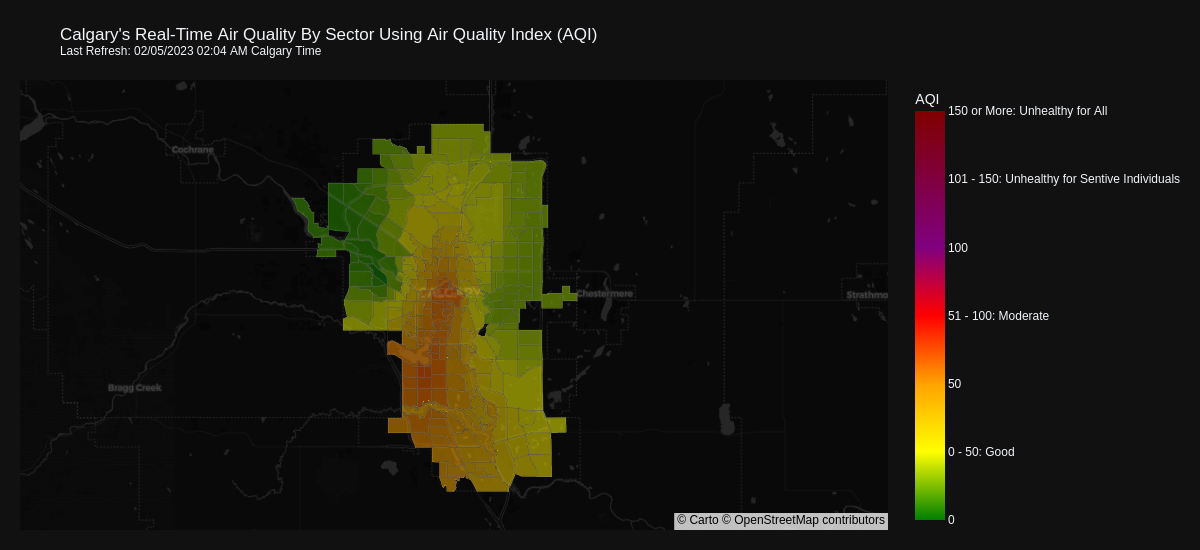 Calgary's Real-Time Air Quality By Sector Using Air Quality Index (AQI)
Last Refresh: 02/05/2023 02:04 AM Calgary Time
AQI
150 or More: Unhealthy for All
101 - 150: Unhealthy for Sentive Individuals
100
51 - 100: Moderate
50
0 - 50: Good
0
Cochrane
CALGARY
Chestermere
Strathmo
Bragg Creek
© Carto © OpenStreetMap contributors